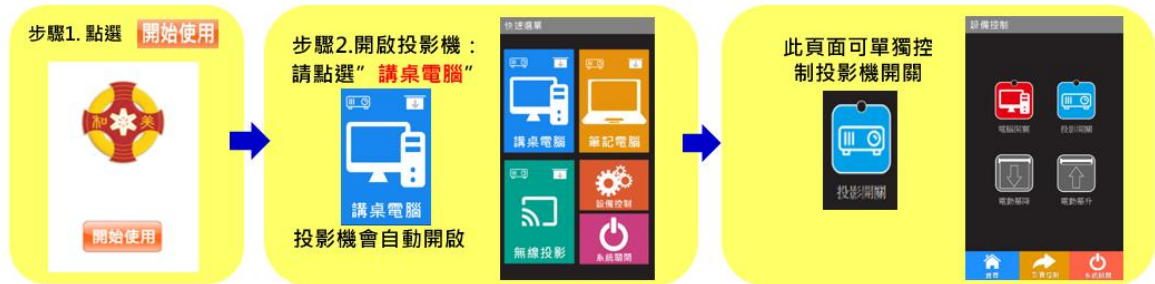 步驟1. 點選 開始使用
和 美
開始使用
步驟2.開啟投影機：
請點選”講桌電腦”
講桌電腦
投影機會自動開啟
快速選單
講桌電腦
筆記電腦
無線投影
設備控制
系統關閉
此頁面可單獨控
制投影機開關
投影開關
設備控制
電腦開關
投影開關
電動幕降
電動幕升
首頁
系統關閉